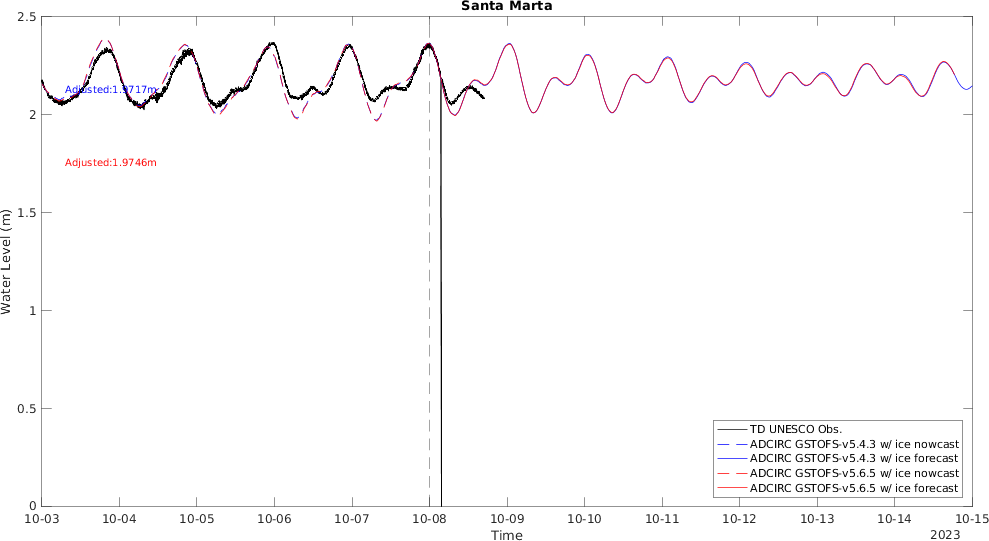 Santa Marta
2.5
2
1.5
1
0.5
0
Water Level (m)
Adjusted:1.9717m
Adjusted:1.9746m
TD UNESCO Obs.
ADCIRC GSTOFS-v5.4.3 w/ ice nowcast
ADCIRC GSTOFS-v5.4.3 w/ ice forecast
ADCIRC GSTOFS-v5.6.5 w/ ice nowcast
ADCIRC GSTOFS-v5.6.5 w/ ice forecast
10-03 10-04 10-05 10-06 10-07 10-08 10-09 10-10 10-11 10-12 10-13 10-14 10-15
Time
2023